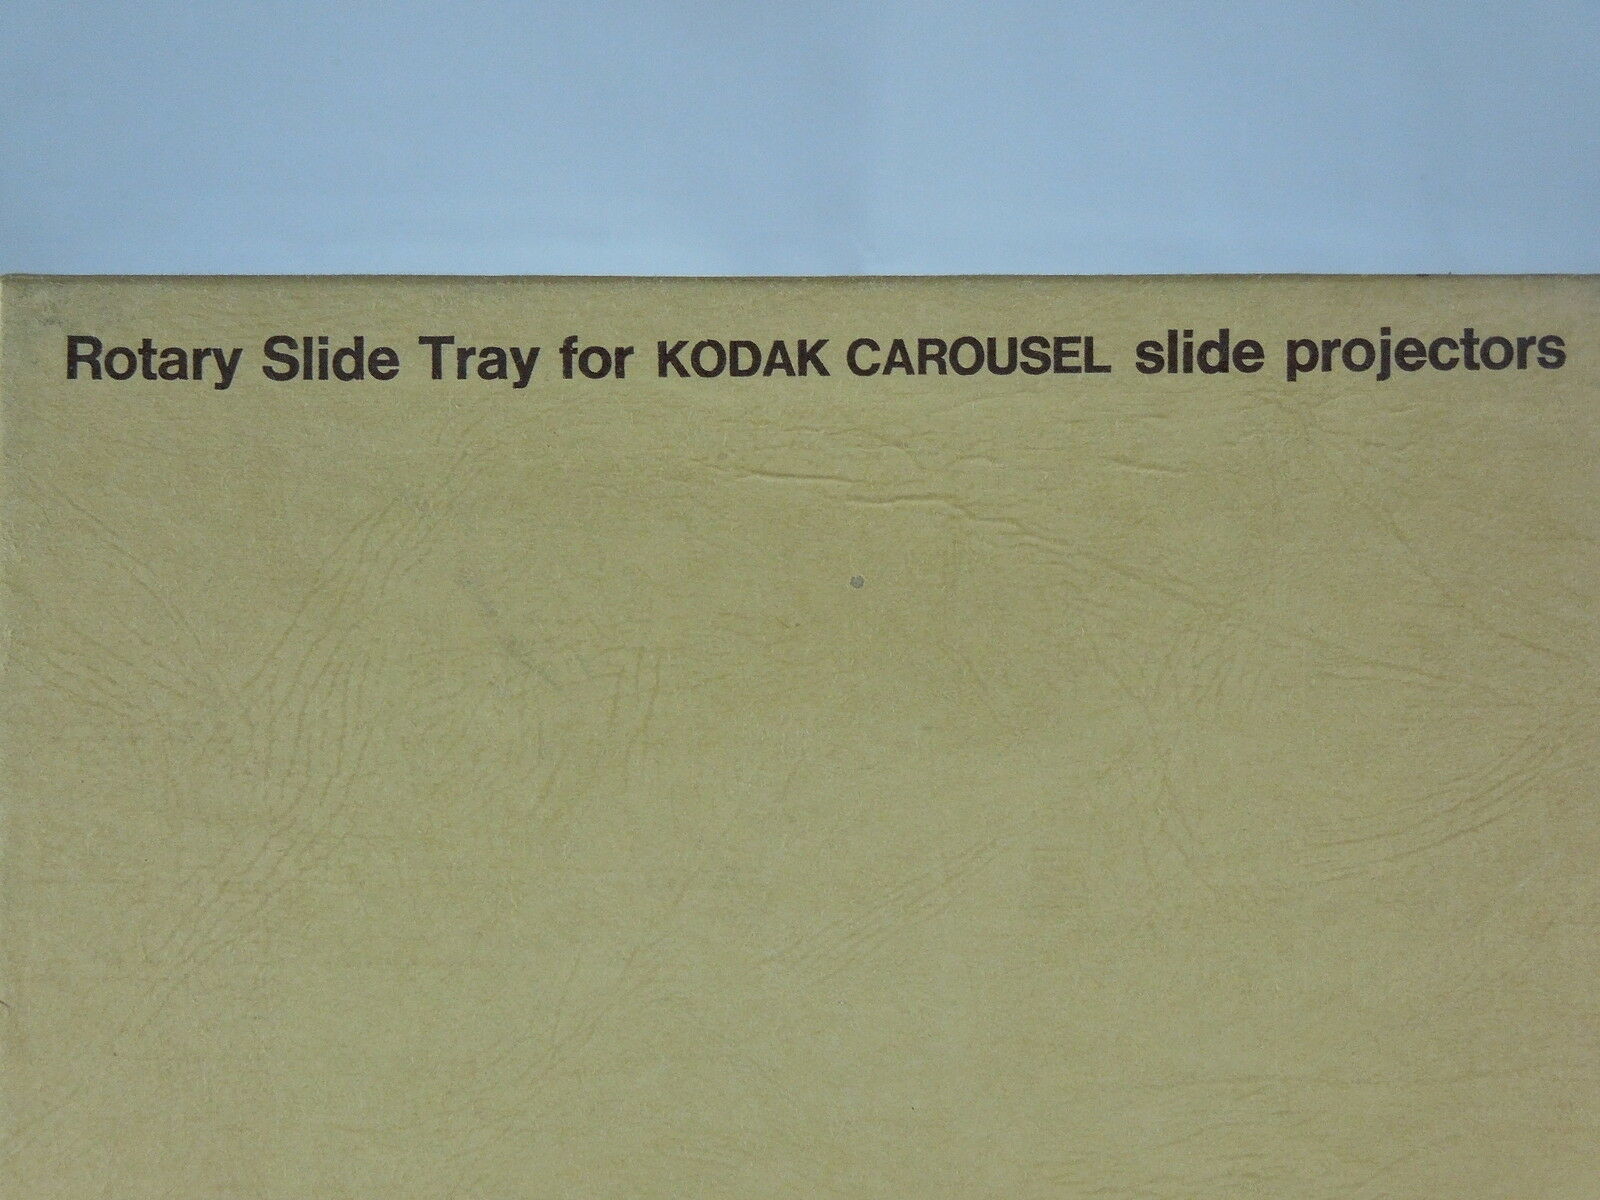 Rotary Slide Tray for KODAK CAROUSEL slide projectors